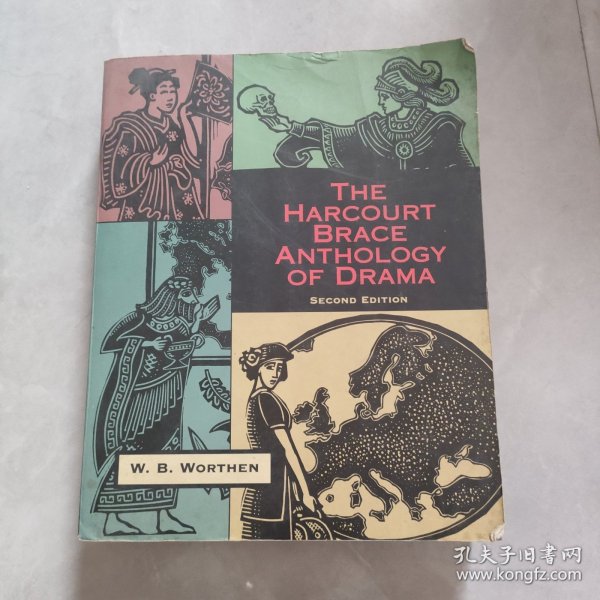 THE
HARCOURT
BRACE
ANTHOLOGY
OF DRAMA
SECOND EDITION
W. B. WORTHEN
孔夫子旧书网
www.kongfz.com